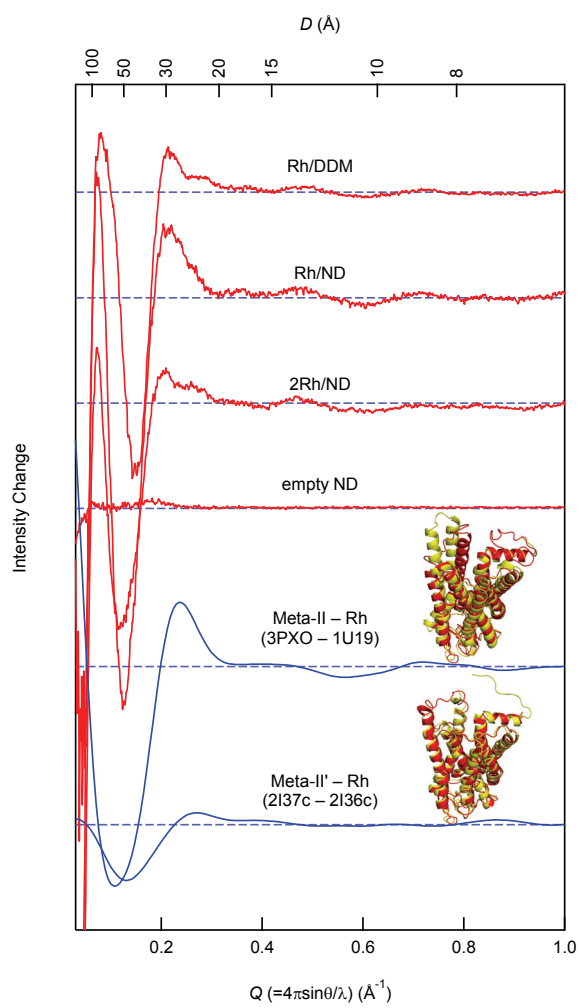 D (Å)
100 50 30 20 15 10 8
Rh/DDM
Rh/ND
2Rh/ND
empty ND
Intensity Change
Meta-II – Rh
(3PXO – 1U19)
Meta-II' – Rh
(2I37c – 2I36c)
0.2 0.4 0.6 0.8 1.0
Q (=4πsinθ/λ) (Å⁻¹)